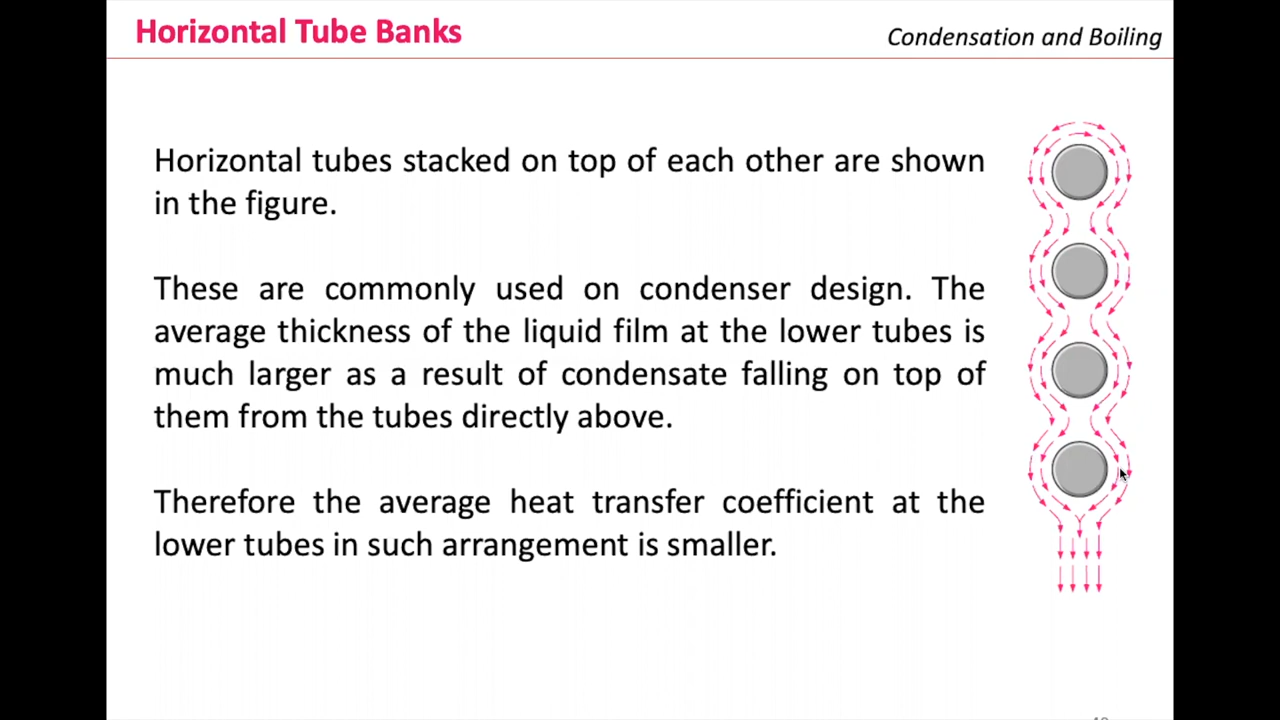 Horizontal Tube Banks
Condensation and Boiling
Horizontal tubes stacked on top of each other are shown
in the figure.
These are commonly used on condenser design. The
average thickness of the liquid film at the lower tubes is
much larger as a result of condensate falling on top of
them from the tubes directly above.
Therefore the average heat transfer coefficient at the
lower tubes in such arrangement is smaller.